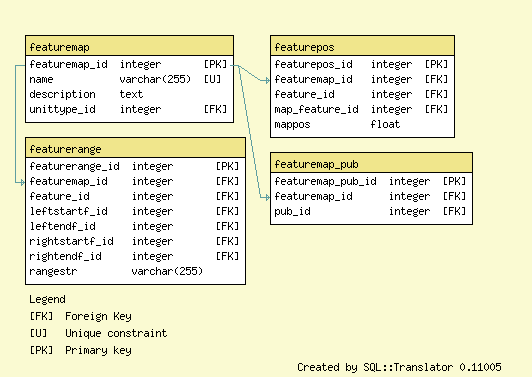 featuremap
featuremap_id integer [PK]
name varchar(255) [U]
description text
unittype_id integer [FK]
featurepos
featurepos_id integer [PK]
featuremap_id integer [FK]
feature_id integer [FK]
map_feature_id integer [FK]
mappos float
featurerange
featurerange_id integer [PK]
featuremap_id integer [FK]
feature_id integer [FK]
leftstartf_id integer [FK]
leftendf_id integer [FK]
rightstartf_id integer [FK]
rightendf_id integer [FK]
rangestr varchar(255)
featuremap_pub
featuremap_pub_id integer [PK]
featuremap_id integer [FK]
pub_id integer [FK]
Legend
[FK] Foreign Key
[U] Unique constraint
[PK] Primary key
Created by SQL::Translator 0.11005